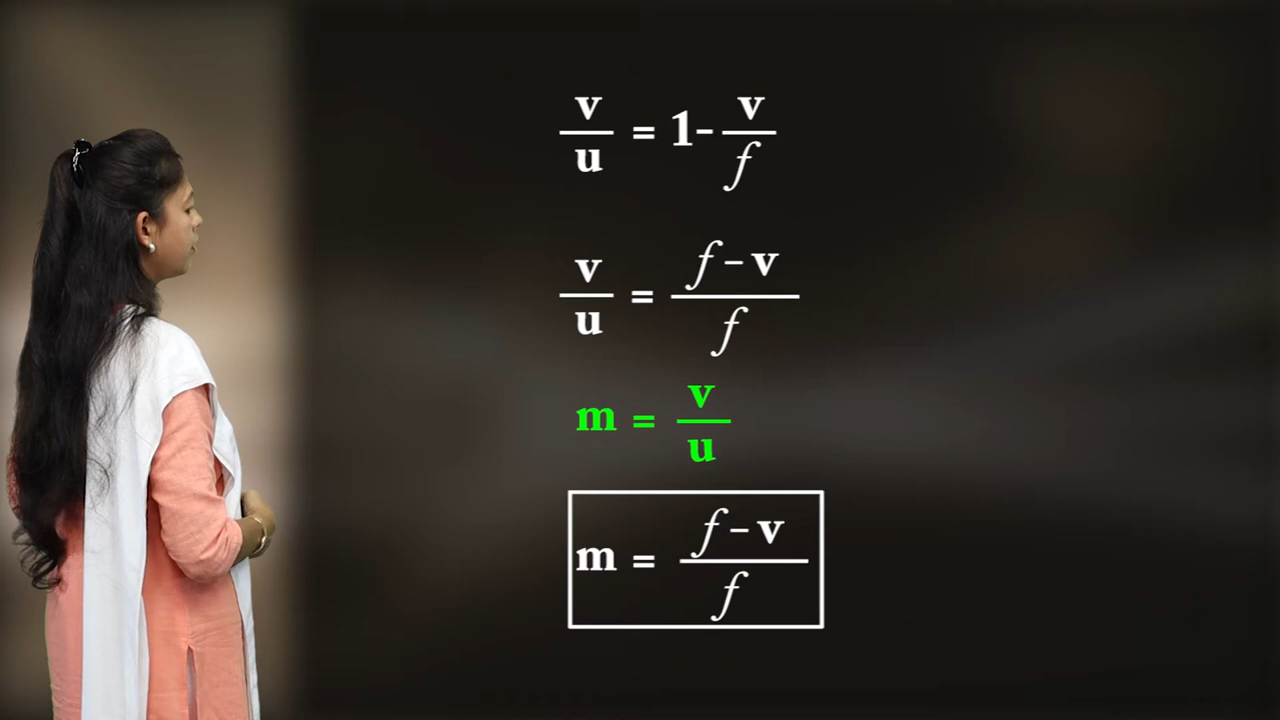 v/u = 1- v/f
v/u = f – v/f
m = v/u
m = f – v/f